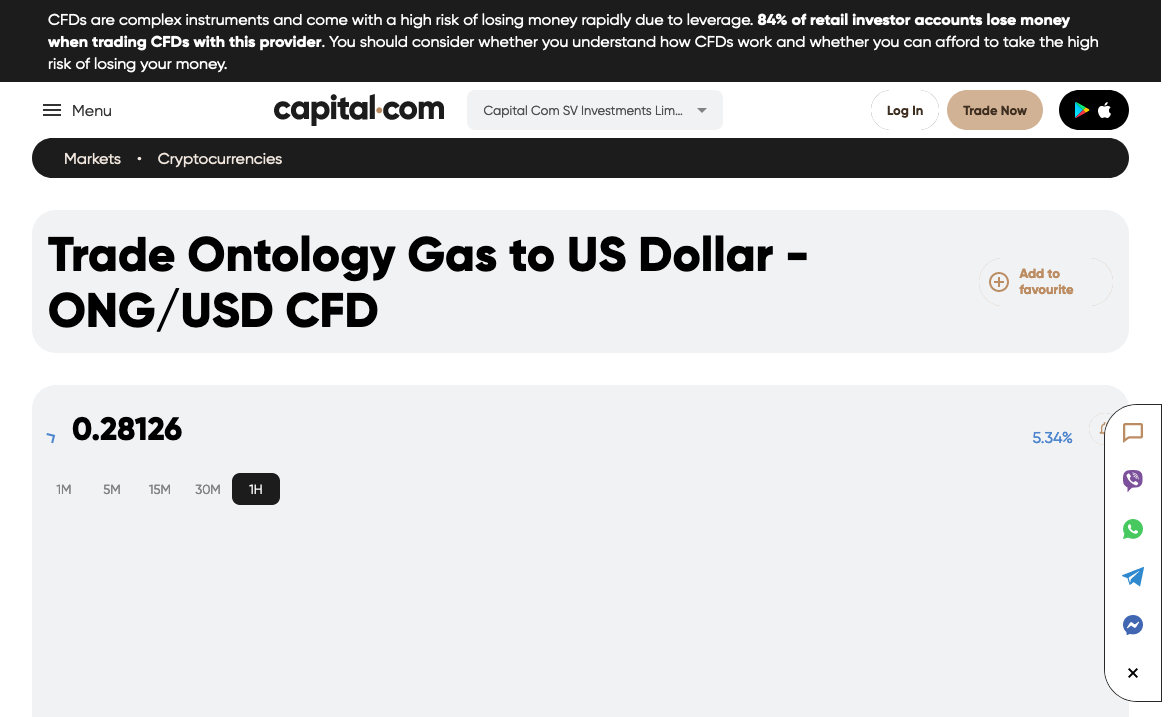 CFDs are complex instruments and come with a high risk of losing money rapidly due to leverage. 84% of retail investor accounts lose money
when trading CFDs with this provider. You should consider whether you understand how CFDs work and whether you can afford to take the high
risk of losing your money.
Menu
capital.com
Capital Com SV Investments Lim...
Log In
Trade Now
Markets • Cryptocurrencies
Trade Ontology Gas to US Dollar -
ONG/USD CFD
Add to
favourite
0.28126
5.34%
1M 5M 15M 30M 1H